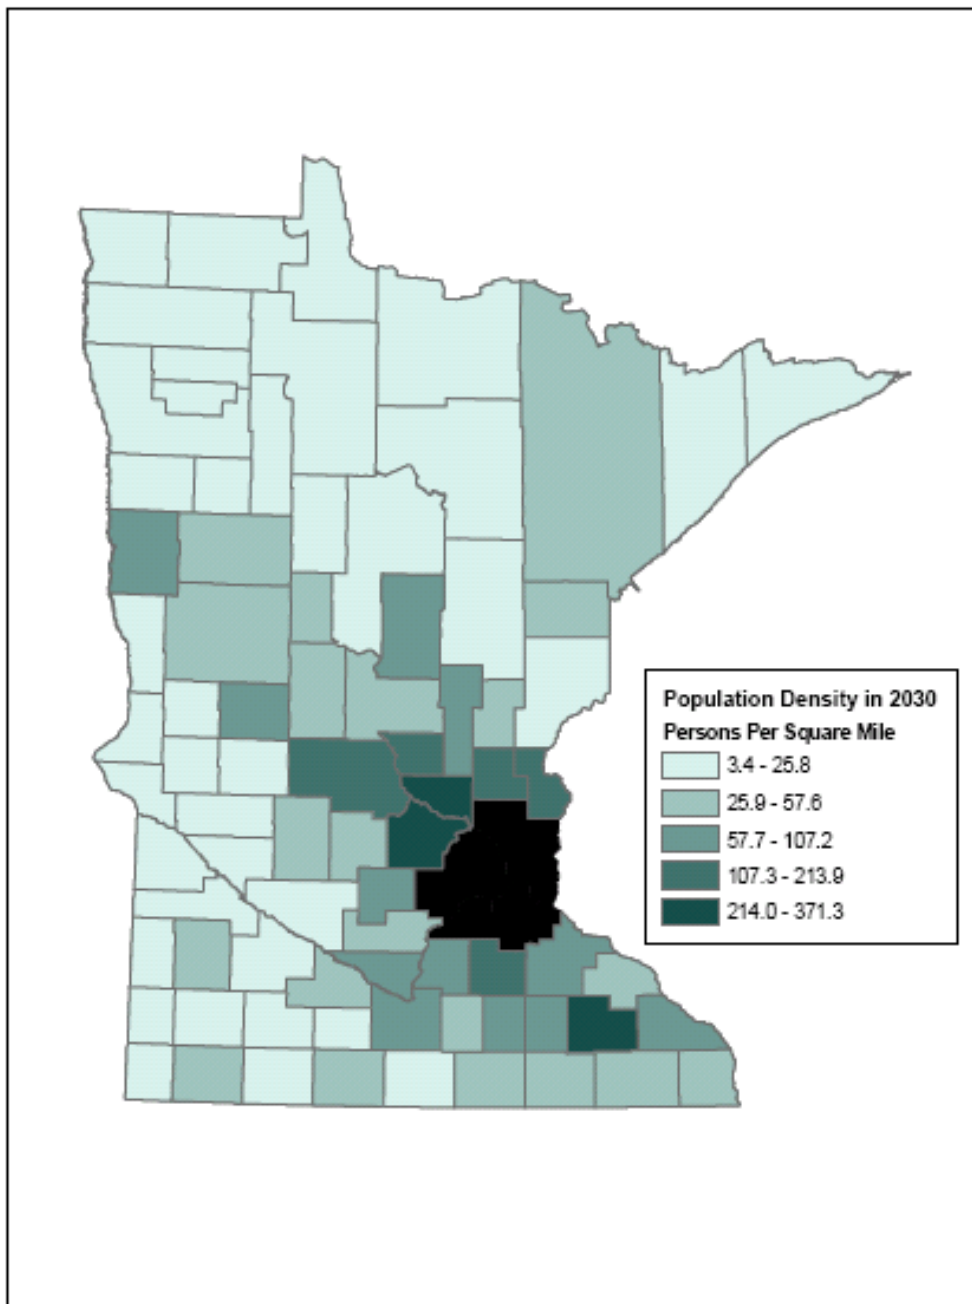 Population Density in 2030
Persons Per Square Mile
3.4 - 25.8
25.9 - 57.6
57.7 - 107.2
107.3 - 213.9
214.0 - 371.3